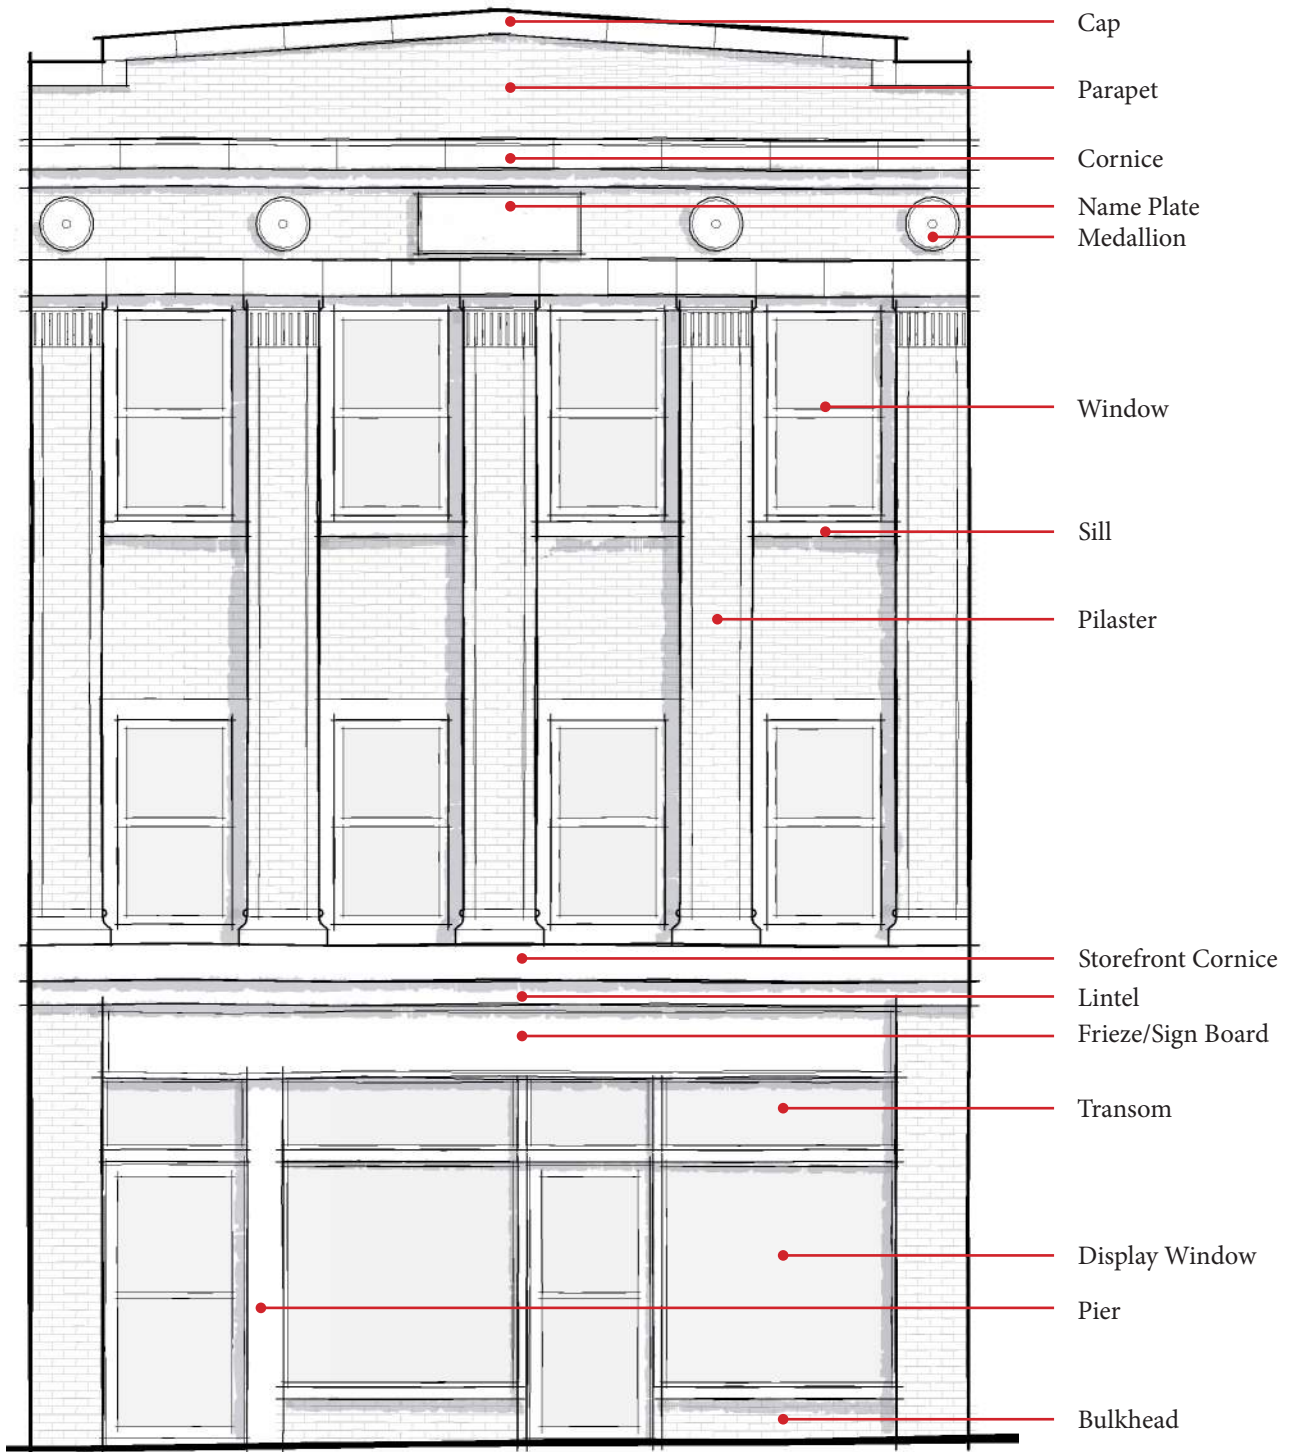 Cap
Parapet
Cornice
Name Plate
Medallion
Window
Sill
Pilaster
Storefront Cornice
Lintel
Frieze/Sign Board
Transom
Display Window
Pier
Bulkhead